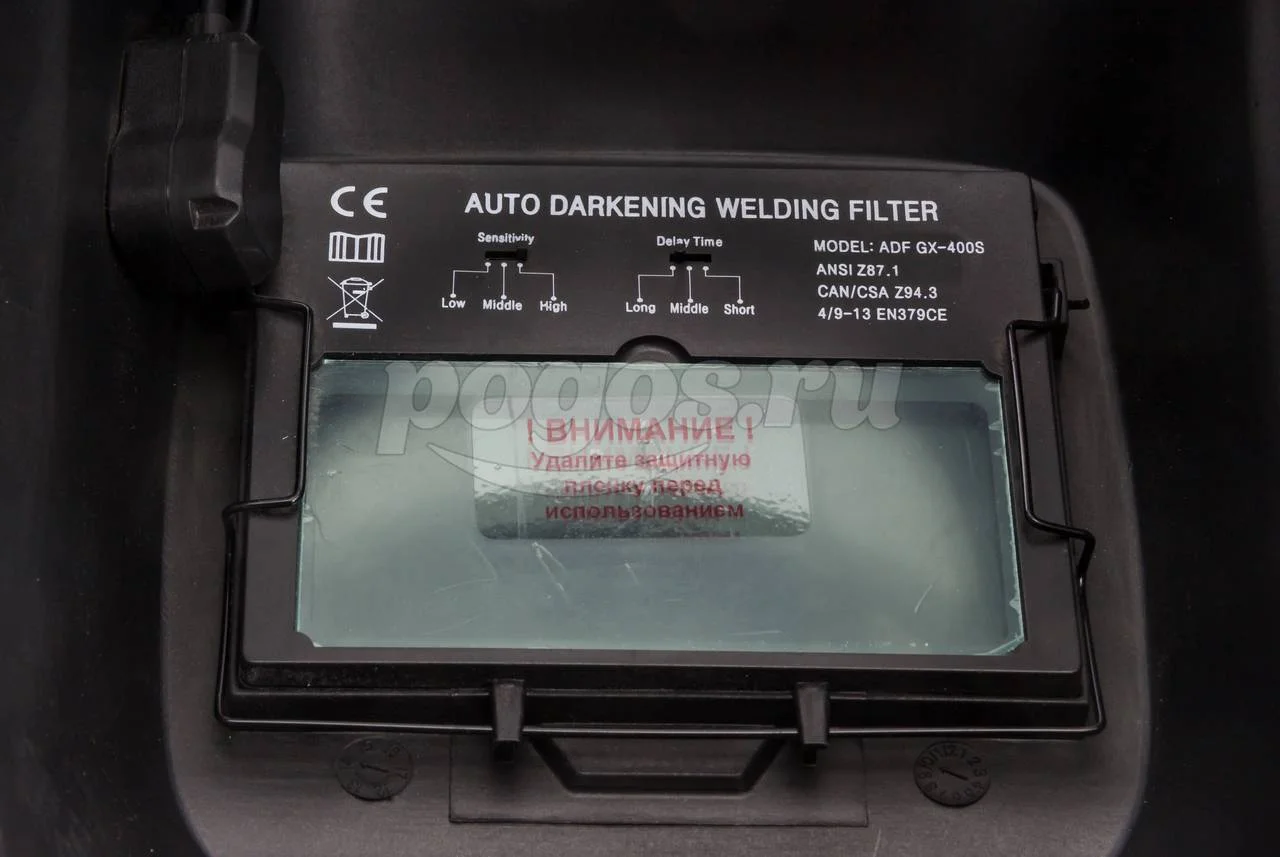 CE
AUTO DARKENING WELDING FILTER
Sensitivity
Low Middle High
Delay Time
Long Middle Short
MODEL: ADF GX-400S
ANSI Z87.1
CAN/CSA Z94.3
4/9-13 EN379CE
pogos.ru
! ВНИМАНИЕ !
Удалите защитную
пленку перед
использованием